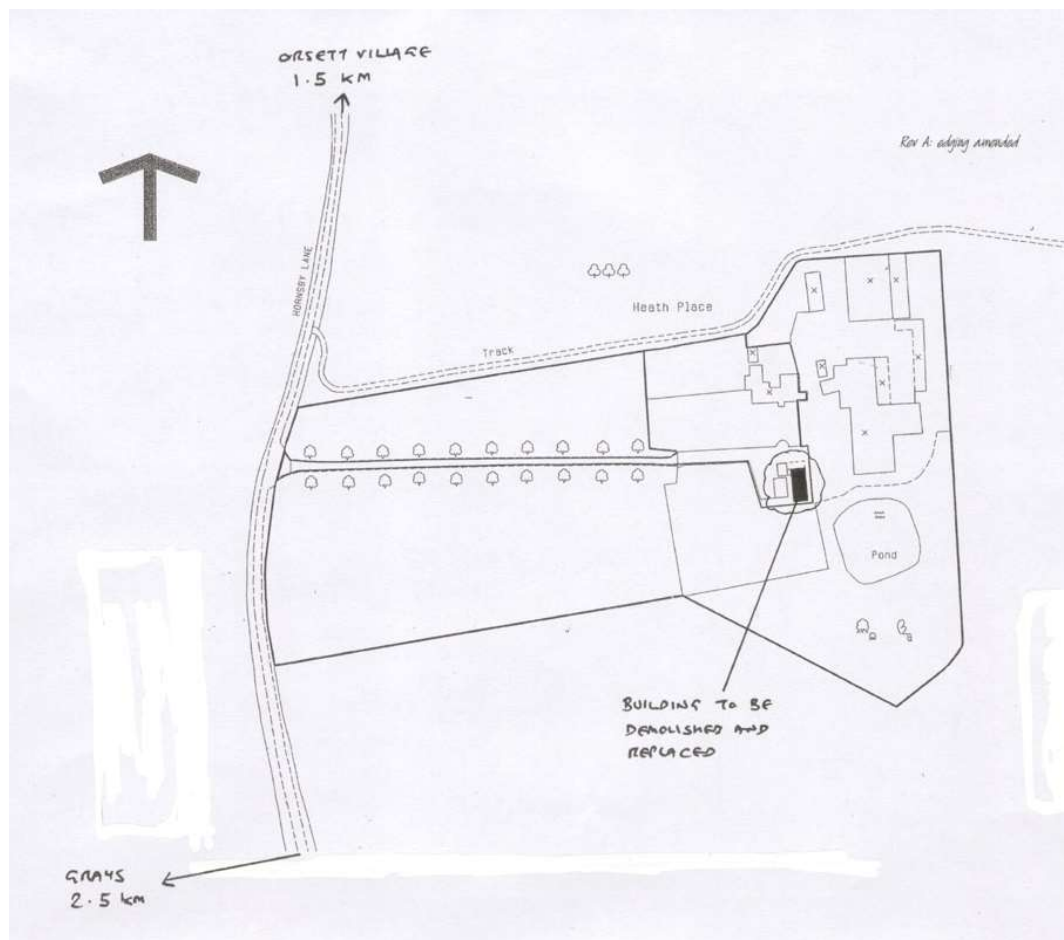 ORSETT VILLAGE
1.5 KM
Rev A: edging amended
HORNSBY LANE
Heath Place
Track
Pond
BUILDING TO BE
DEMOLISHED AND
REPLACED
GRAYS
2.5 km